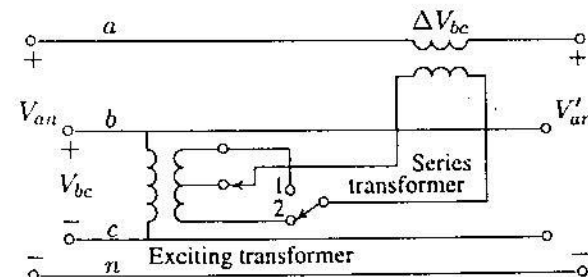 a
ΔV_bc
+
+
V_an
b
V'_an
+
V_bc
1
2
Series
transformer
−
c
−
Exciting transformer
n
−